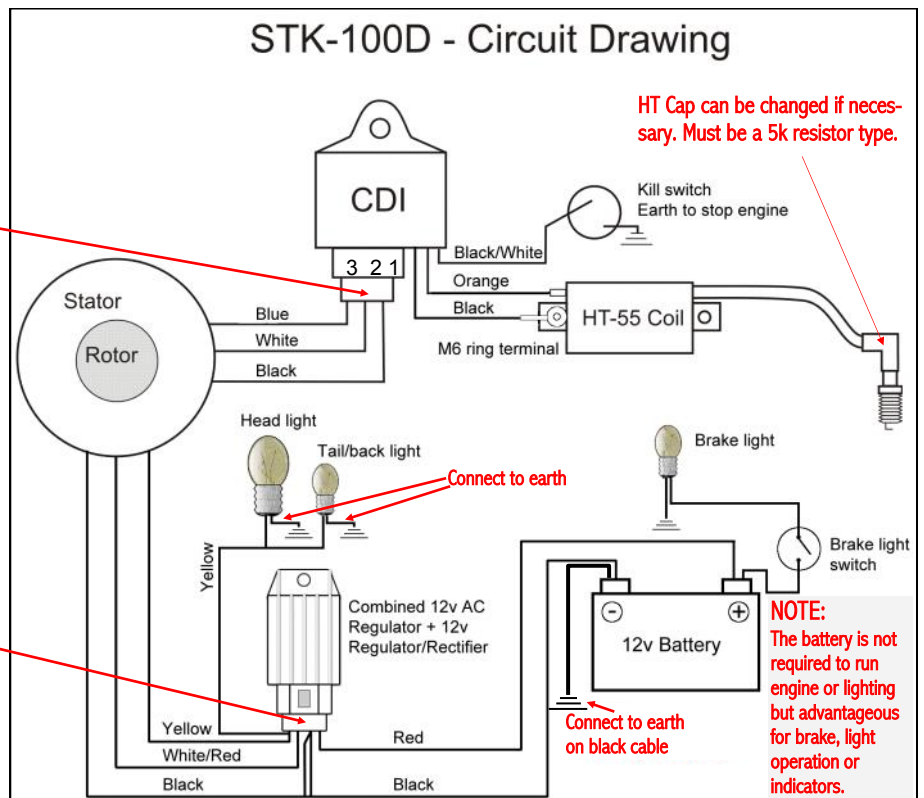 STK-100D - Circuit Drawing
HT Cap can be changed if neces-
sary. Must be a 5k resistor type.
CDI
Kill switch
Earth to stop engine
Black/White
3 2 1
Orange
Stator
Blue
Black
HT-55 Coil
White
M6 ring terminal
Rotor
Black
Head light
Tail/back light
Brake light
Connect to earth
Yellow
Brake light
switch
Combined 12v AC
Regulator + 12v
Regulator/Rectifier
- +
12v Battery
NOTE:
The battery is not
required to run
engine or lighting
but advantageous
for brake, light
operation or
indicators.
Connect to earth
on black cable
Yellow
Red
White/Red
Black
Black